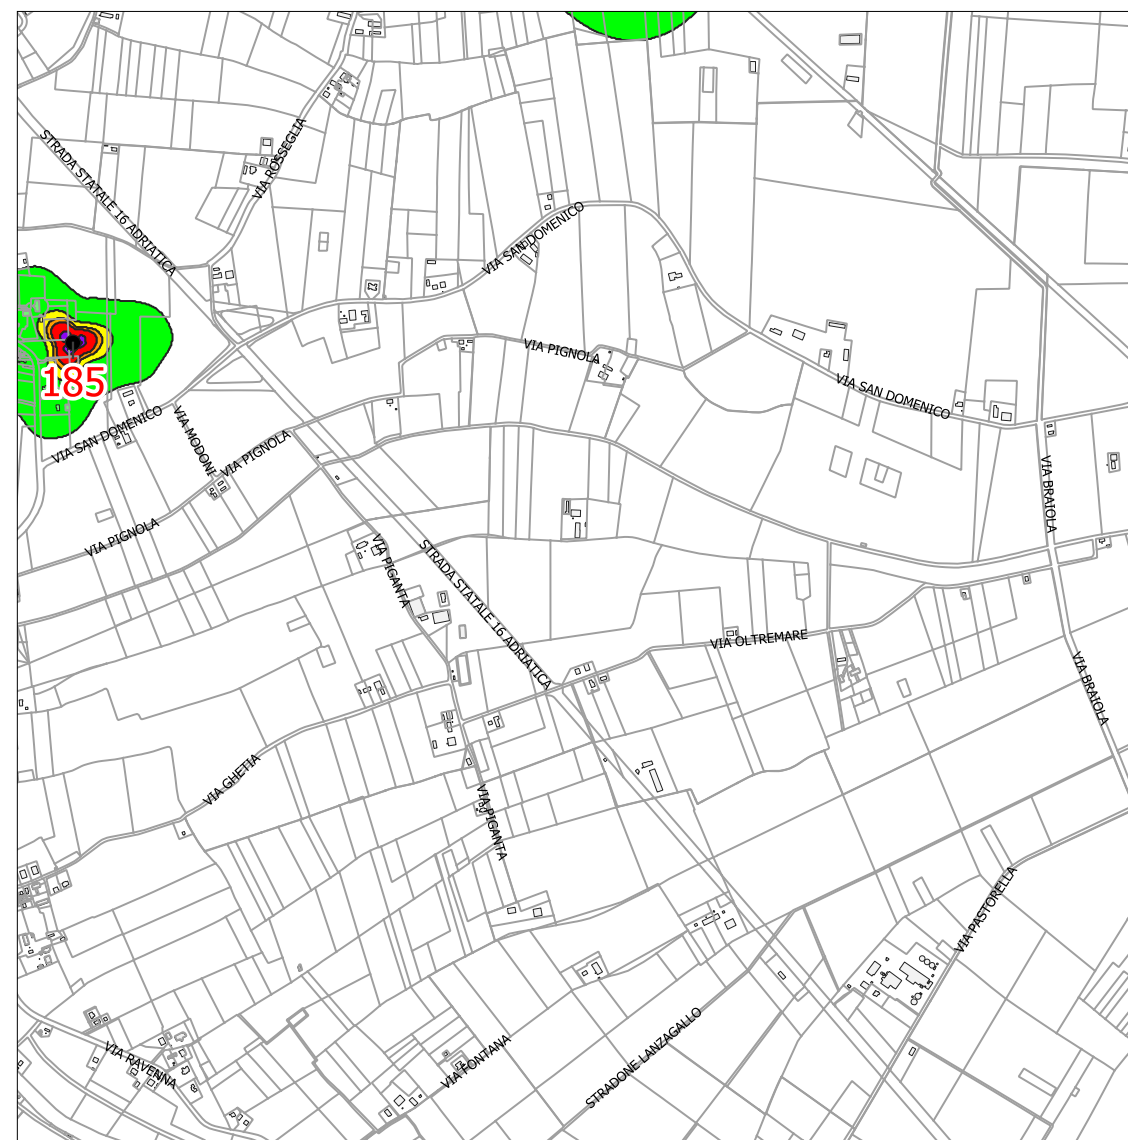 VIA ROSSEGLIA
STRADA STATALE 16 ADRIATICA
VIA SAN DOMENICO
VIA PIGNOLA
185
VIA SAN DOMENICO
VIA SAN DOMENICO
VIA MODONI
VIA PIGNOLA
VIA BRAIOLA
VIA PIGNOLA
VIA PIGANTA
STRADA STATALE 16 ADRIATICA
VIA OLTREMARE
VIA BRAIOLA
VIA GHETIA
VIA PIGANTA
VIA PASTORELLA
VIA RAVENNA
VIA FONTANA
STRADONE LANZAGALLO